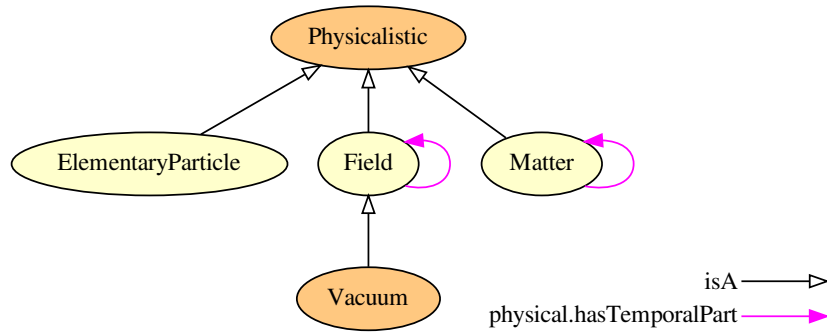 Physicalistic
ElementaryParticle
Field
Matter
Vacuum
isA
physical.hasTemporalPart